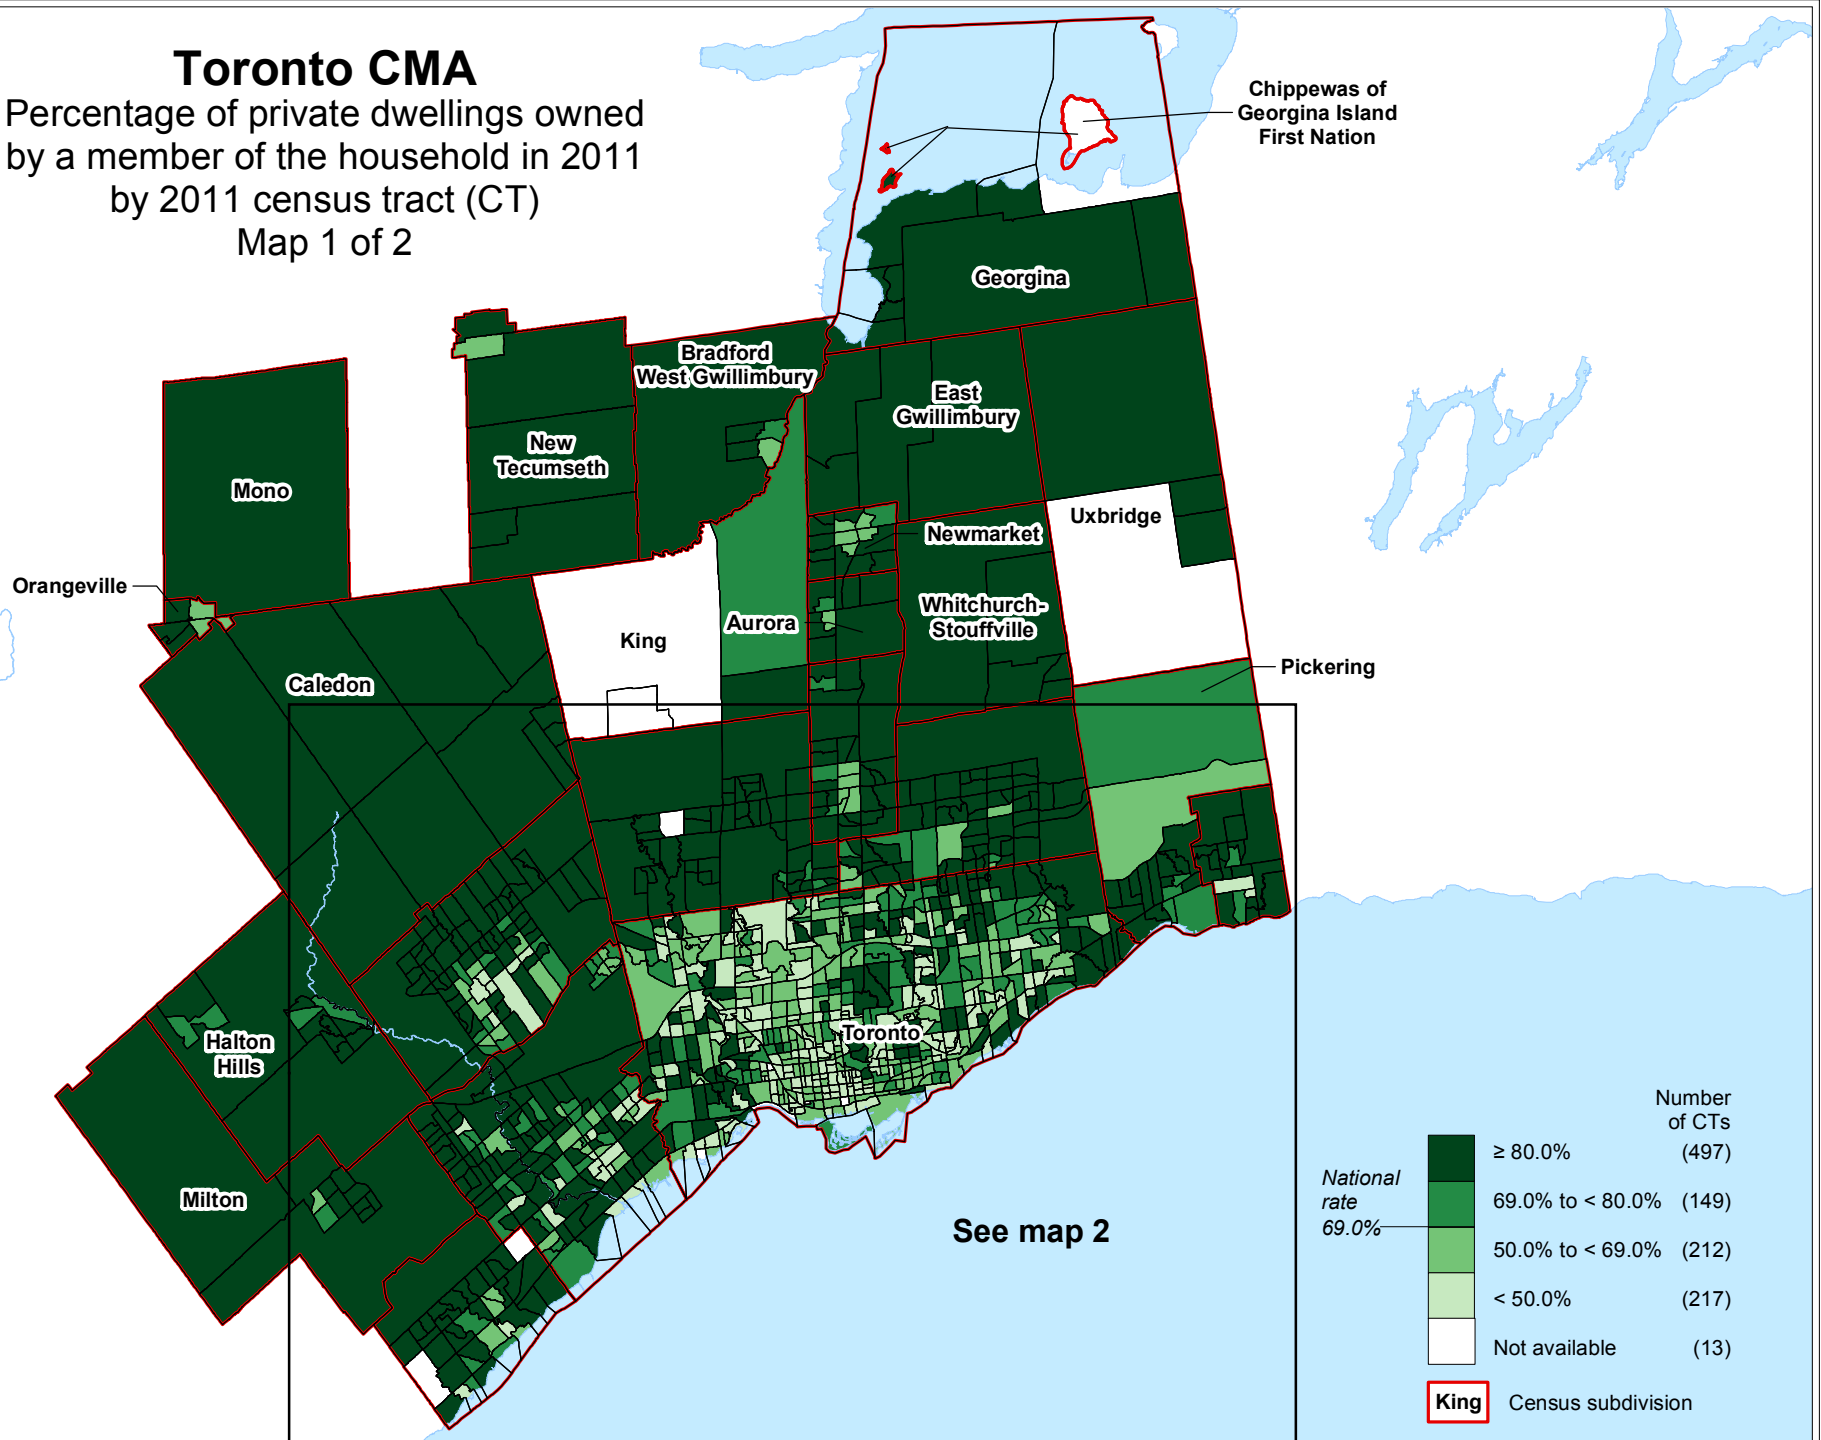 Toronto CMA
Percentage of private dwellings owned
by a member of the household in 2011
by 2011 census tract (CT)
Map 1 of 2
Chippewas of
Georgina Island
First Nation
Georgina
Bradford
West Gwillimbury
East
Gwillimbury
New
Tecumseth
Mono
Uxbridge
Newmarket
Orangeville
Whitchurch-
Stouffville
Aurora
King
Pickering
Caledon
Toronto
Halton
Hills
Milton
See map 2
Number
of CTs
National
rate
69.0%
≥ 80.0% (497)
69.0% to < 80.0% (149)
50.0% to < 69.0% (212)
< 50.0% (217)
Not available (13)
King Census subdivision